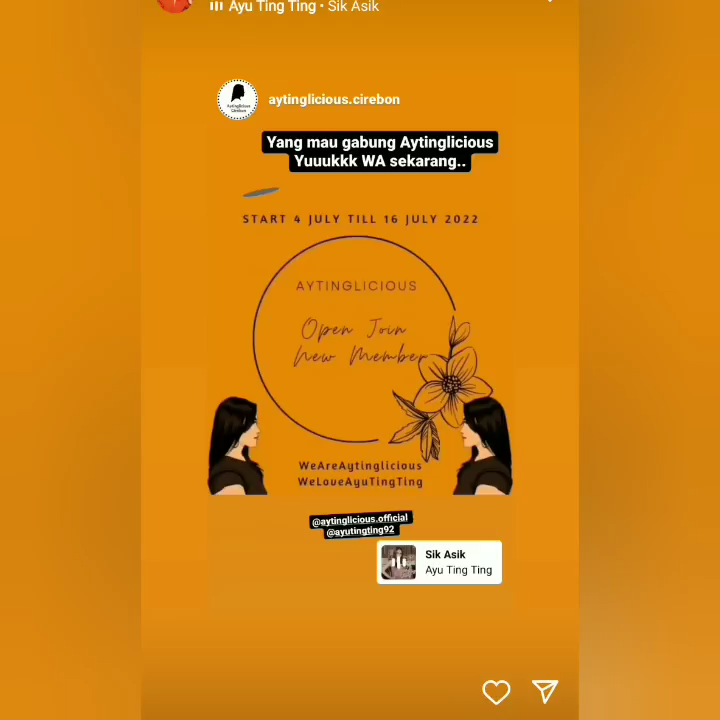 Ayu Ting Ting • Sik Asik
aytinglicious.cirebon
Yang mau gabung Aytinglicious
Yuuukkk WA sekarang..
START 4 JULY TILL 16 JULY 2022
AYTINGLICIOUS
Open Join
New Member
WeAreAytinglicious
WeLoveAyuTingTing
@aytinglicious.official
@ayutingting92
Sik Asik
Ayu Ting Ting